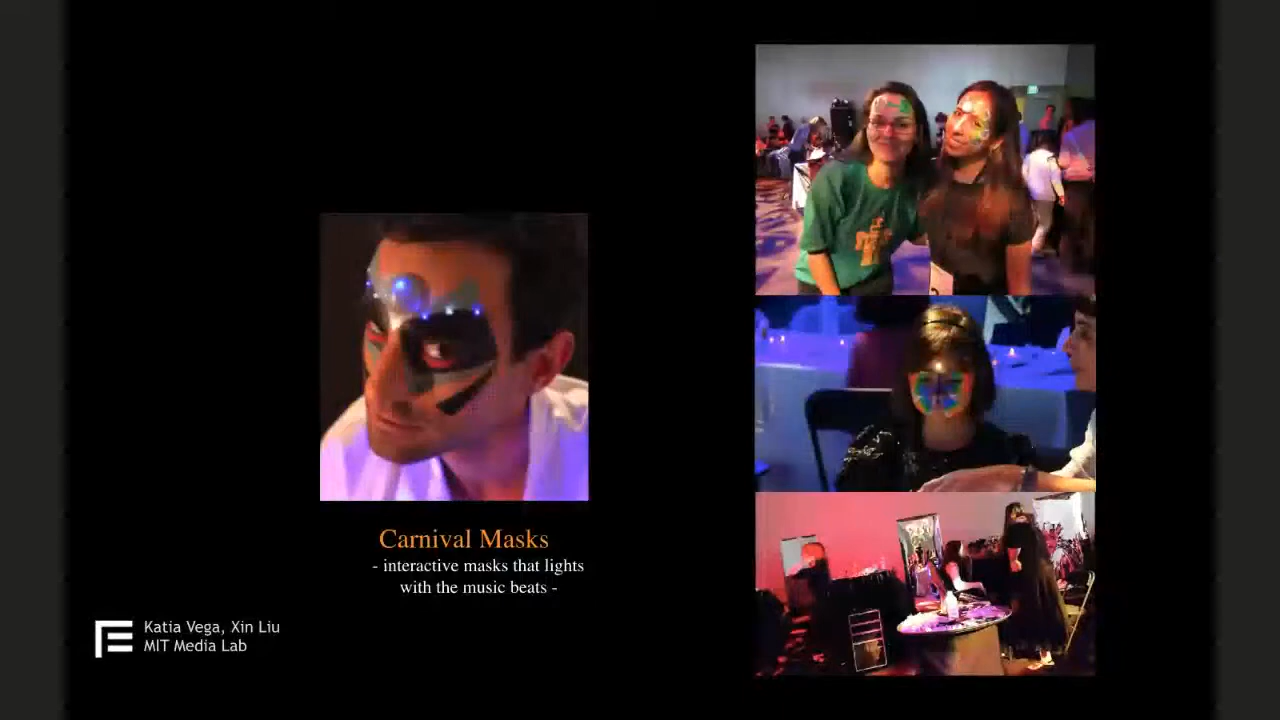 Carnival Masks
- interactive masks that lights
with the music beats -
Katia Vega, Xin Liu
MIT Media Lab